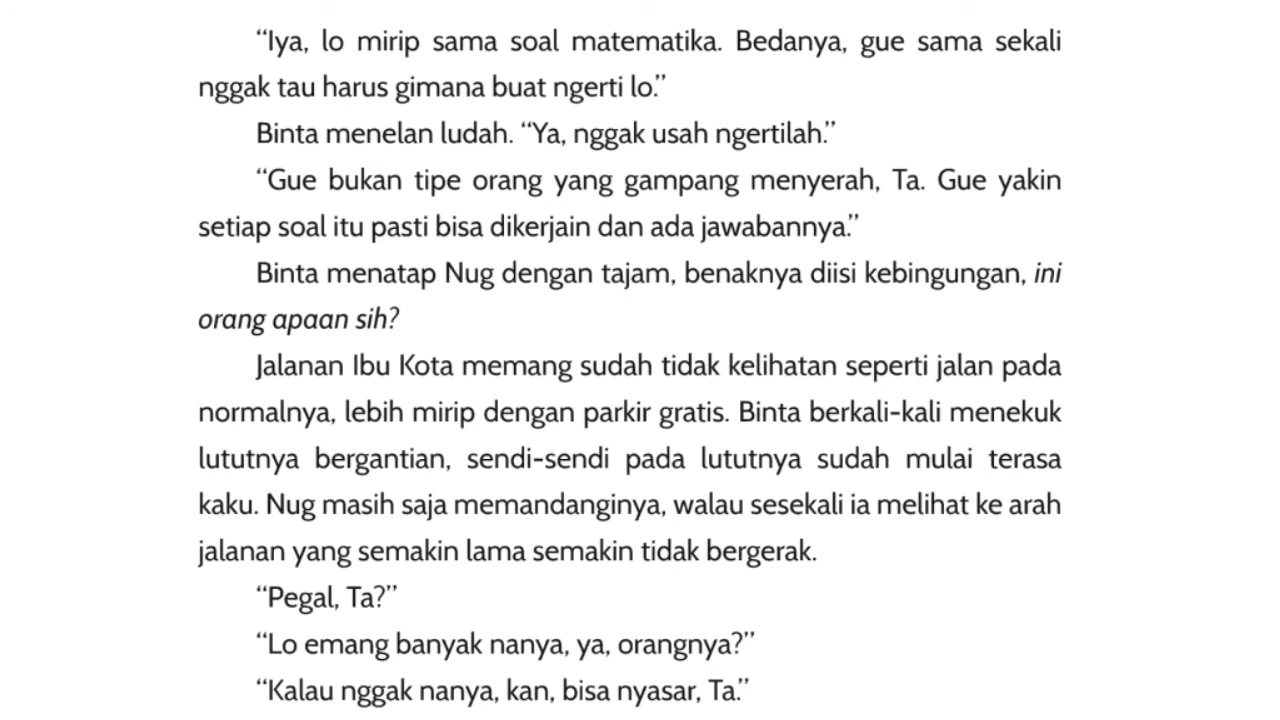 “Iya, lo mirip sama soal matematika. Bedanya, gue sama sekali
nggak tau harus gimana buat ngerti lo.”
Binta menelan ludah. “Ya, nggak usah ngertilah.”
“Gue bukan tipe orang yang gampang menyerah, Ta. Gue yakin
setiap soal itu pasti bisa dikerjain dan ada jawabannya.”
Binta menatap Nug dengan tajam, benaknya diisi kebingungan, ini
orang apaan sih?
Jalanan Ibu Kota memang sudah tidak kelihatan seperti jalan pada
normalnya, lebih mirip dengan parkir gratis. Binta berkali-kali menekuk
lututnya bergantian, sendi-sendi pada lututnya sudah mulai terasa
kaku. Nug masih saja memandanginya, walau sesekali ia melihat ke arah
jalanan yang semakin lama semakin tidak bergerak.
“Pegal, Ta?”
“Lo emang banyak nanya, ya, orangnya?”
“Kalau nggak nanya, kan, bisa nyasar, Ta.”